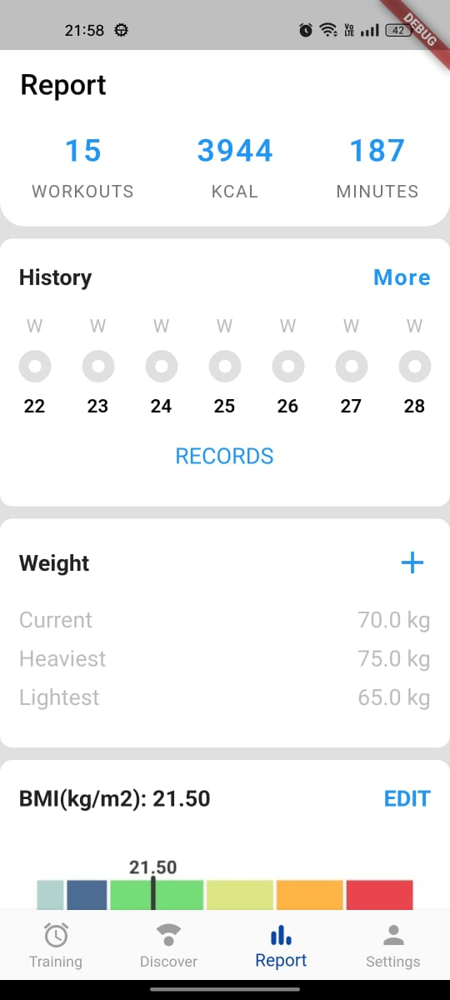 21:58 Vo LTE 42
DEBUG
Report
15 3944 187
WORKOUTS KCAL MINUTES
History More
W W W W W W W
22 23 24 25 26 27 28
RECORDS
Weight +
Current 70.0 kg
Heaviest 75.0 kg
Lightest 65.0 kg
BMI(kg/m2): 21.50 EDIT
21.50
Training Discover Report Settings